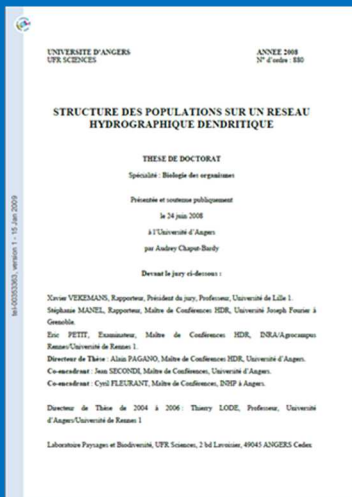 UNIVERSITE D'ANGERS ANNEE 2008
UFR SCIENCES N° d'ordre : 880
STRUCTURE DES POPULATIONS SUR UN RESEAU
HYDROGRAPHIQUE DENDRITIQUE
THESE DE DOCTORAT
Spécialité : Biologie des organismes
Présentée et soutenue publiquement
le 24 juin 2008
à l'Université d'Angers
par Audrey Chaput-Bardy
Devant le jury ci-dessous :
Xavier VEKEMANS, Rapporteur, Président du jury, Professeur, Université de Lille 1.
Stéphanie MANEL, Rapporteur, Maître de Conférences HDR, Université Joseph Fourier à
Grenoble.
Eric PETIT, Examinateur, Maître de Conférences HDR, INRA/Agrocampus
Rennes/Université de Rennes 1.
Directeur de Thèse : Alain PAGANO, Maître de Conférences HDR, Université d'Angers.
Co-encadrant : Jean SECONDI, Maître de Conférences, Université d'Angers.
Co-encadrant : Cyril FLEURANT, Maître de Conférences, INHP à Angers.
Directeur de Thèse de 2004 à 2006 : Thierry LODE, Professeur, Université
d'Angers/Université de Rennes 1
Laboratoire Paysages et Biodiversité, UFR Sciences, 2 bd Lavoisier, 49045 ANGERS Cedex
tel-00353363, version 1 - 15 Jan 2009